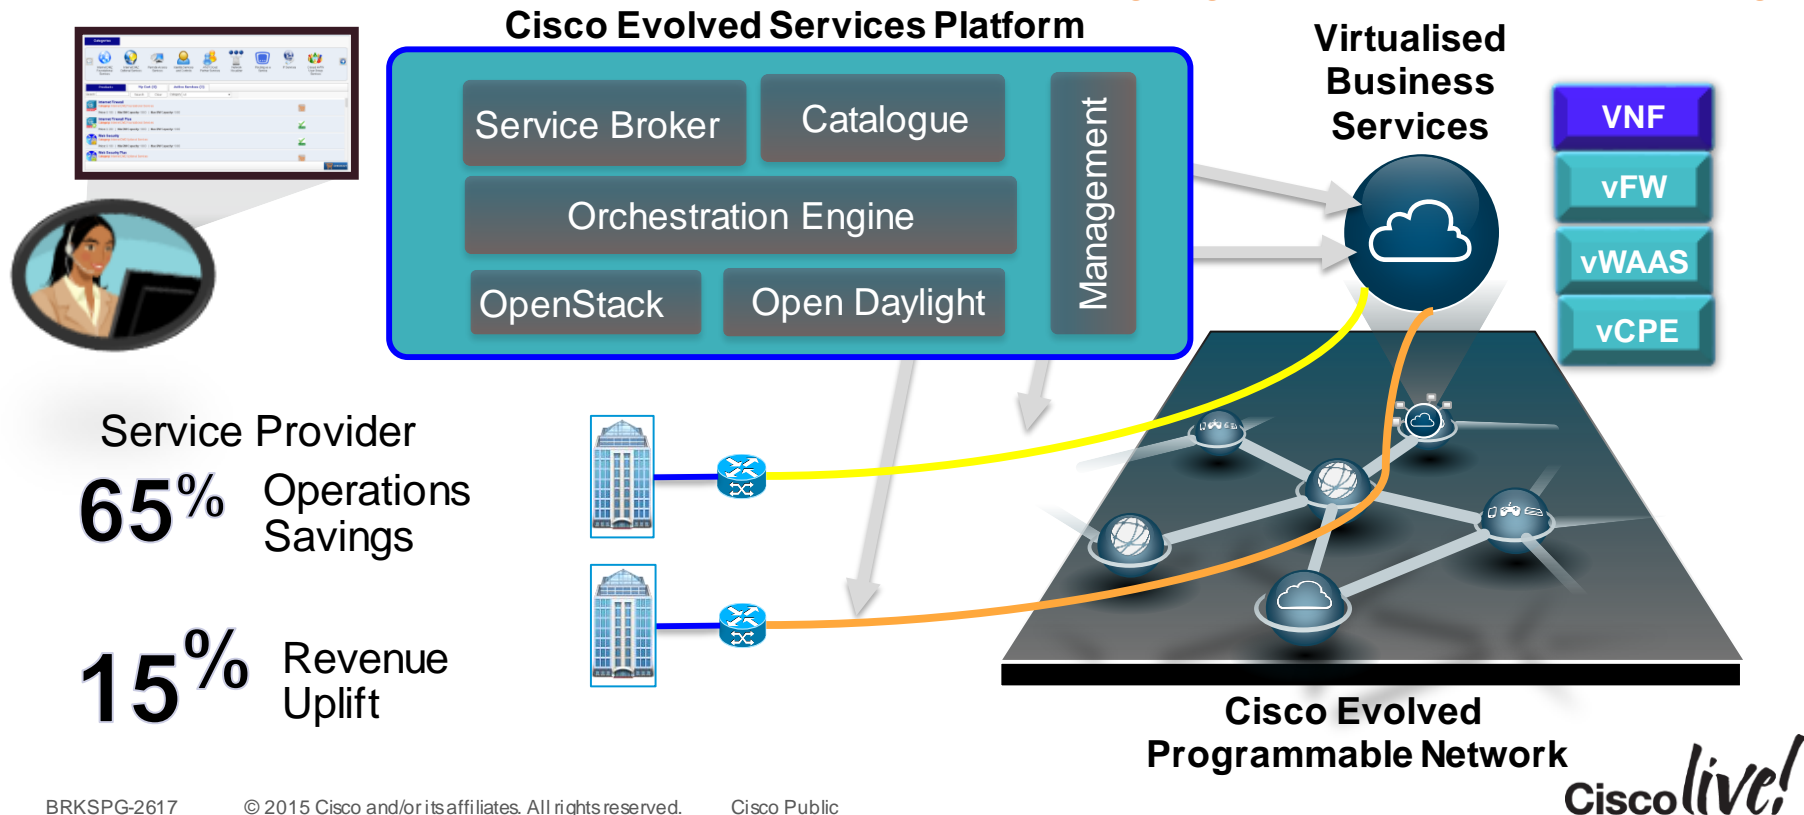 Cisco Evolved Services Platform
Virtualised
Business
Services
Service Broker
Catalogue
Management
Orchestration Engine
OpenStack
Open Daylight
VNF
vFW
vWAAS
vCPE
Service Provider
65%
Operations
Savings
15%
Revenue
Uplift
Cisco Evolved
Programmable Network
BRKSPG-2617
© 2015 Cisco and/or its affiliates. All rights reserved.
Cisco Public
Cisco live!